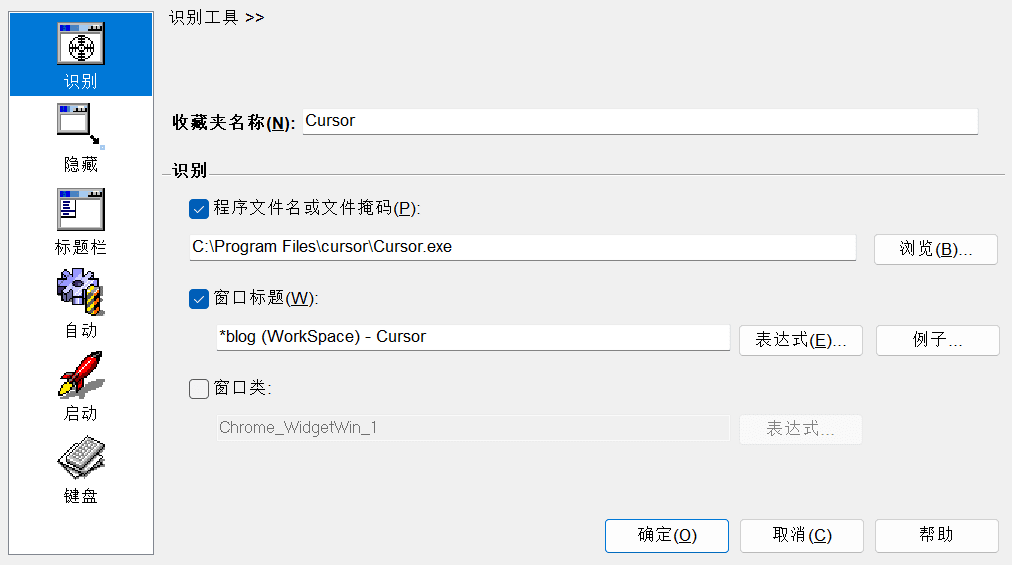 识别
隐藏
标题栏
自动
启动
键盘
识别工具 >>
收藏夹名称(N): Cursor
识别
程序文件名或文件掩码(P):
C:\Program Files\cursor\Cursor.exe 浏览(B)...
窗口标题(W):
*blog (WorkSpace) - Cursor 表达式(E)... 例子...
窗口类:
Chrome_WidgetWin_1 表达式...
确定(O) 取消(C) 帮助